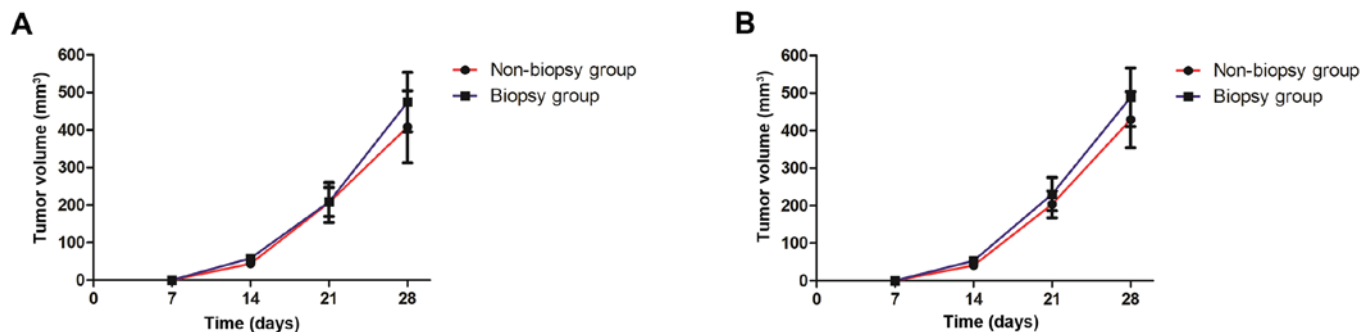 A
Tumor volume (mm³)
600
500
400
300
200
100
0
0 7 14 21 28
Time (days)
Non-biopsy group
Biopsy group
B
Tumor volume (mm³)
600
500
400
300
200
100
0
0 7 14 21 28
Time (days)
Non-biopsy group
Biopsy group